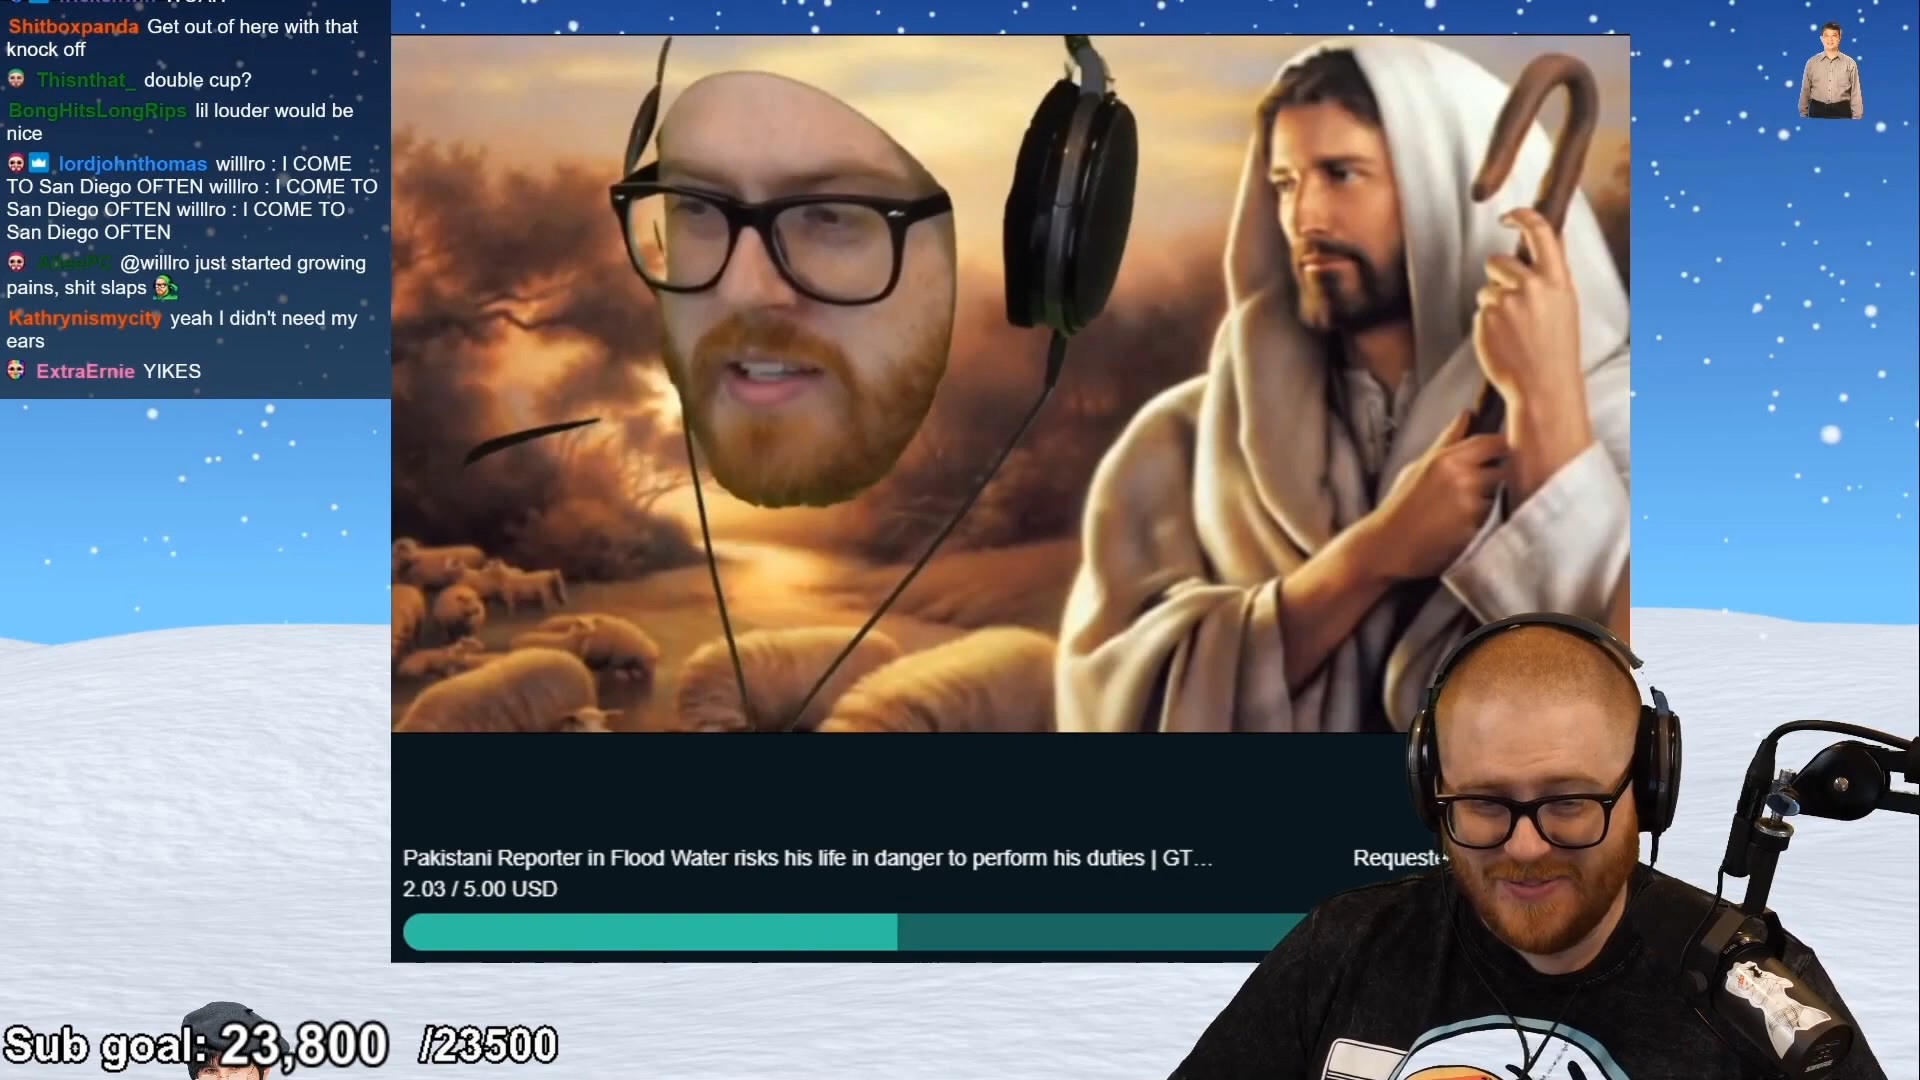 Shitboxpanda Get out of here with that
knock off
Thisnthat_ double cup?
BongHitsLongRips lil louder would be
nice
lordjohnthomas willlro : I COME
TO San Diego OFTEN willlro : I COME TO
San Diego OFTEN willlro : I COME TO
San Diego OFTEN
@willlro just started growing
pains, shit slaps
Kathrynismycity yeah I didn't need my
ears
ExtraErnie YIKES
Pakistani Reporter in Flood Water risks his life in danger to perform his duties | GT...
Requeste
2.03 / 5.00 USD
Sub goal: 23,800 /23500